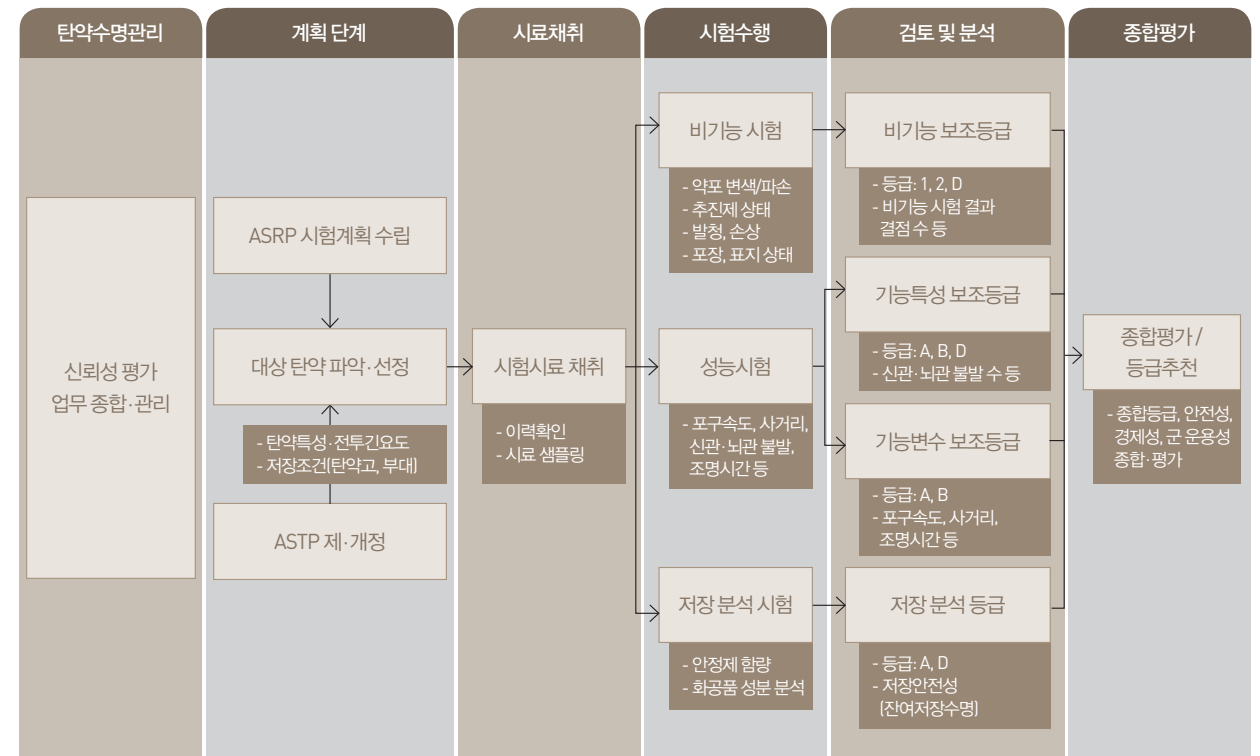 탄약수명관리
계획 단계
시료채취
시험수행
검토 및 분석
종합평가
신뢰성 평가
업무 종합·관리
ASRP 시험계획 수립
대상 탄약 파악·선정
- 탄약특성·전투긴요도
- 저장조건(탄약고, 부대)
ASTP 제·개정
시험시료 채취
- 이력확인
- 시료 샘플링
비기능 시험
- 약포 변색/파손
- 추진제 상태
- 발청, 손상
- 포장, 표지 상태
성능시험
- 포구속도, 사거리,
신관·뇌관 불발,
조명시간 등
저장 분석 시험
- 안정제 함량
- 화공품 성분 분석
비기능 보조등급
- 등급: 1, 2, D
- 비기능 시험 결과
결점 수 등
기능특성 보조등급
- 등급: A, B, D
- 신관·뇌관 불발 수 등
기능변수 보조등급
- 등급: A, B
- 포구속도, 사거리,
조명시간 등
저장 분석 등급
- 등급: A, D
- 저장안전성
(잔여저장수명)
종합평가 /
등급추천
- 종합등급, 안전성,
경제성, 군 운용성
종합·평가